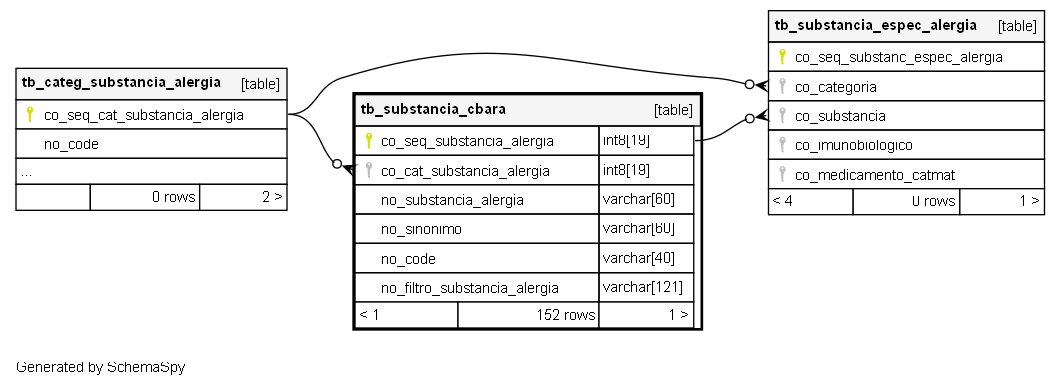 tb_categ_substancia_alergia [table]
co_seq_cat_substancia_alergia
no_code
...
0 rows 2 >
tb_substancia_cbara [table]
co_seq_substancia_alergia int8[19]
co_cat_substancia_alergia int8[19]
no_substancia_alergia varchar[60]
no_sinonimo varchar[60]
no_code varchar[40]
no_filtro_substancia_alergia varchar[121]
< 1 152 rows 1 >
tb_substancia_espec_alergia [table]
co_seq_substanc_espec_alergia
co_categoria
co_substancia
co_imunobiologico
co_medicamento_catmat
< 4 0 rows 1 >
Generated by SchemaSpy